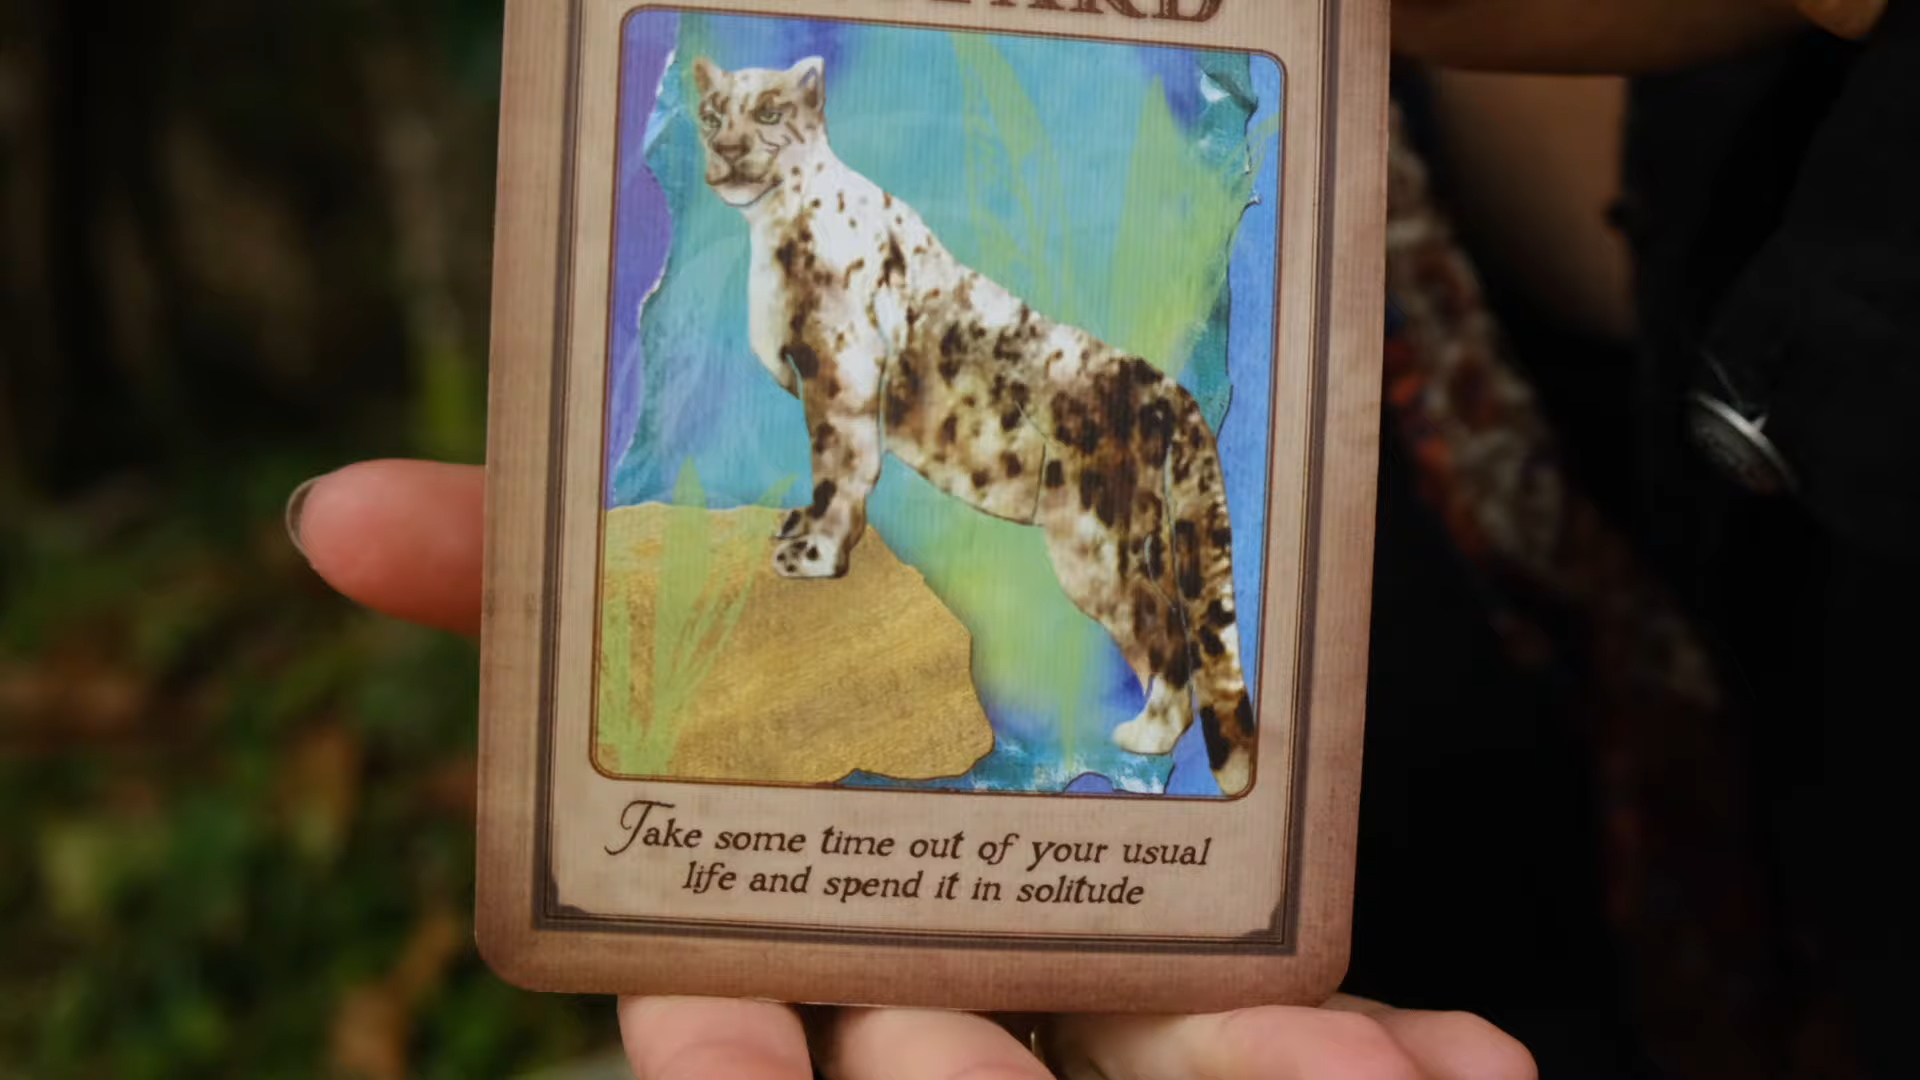 Take some time out of your usual
life and spend it in solitude